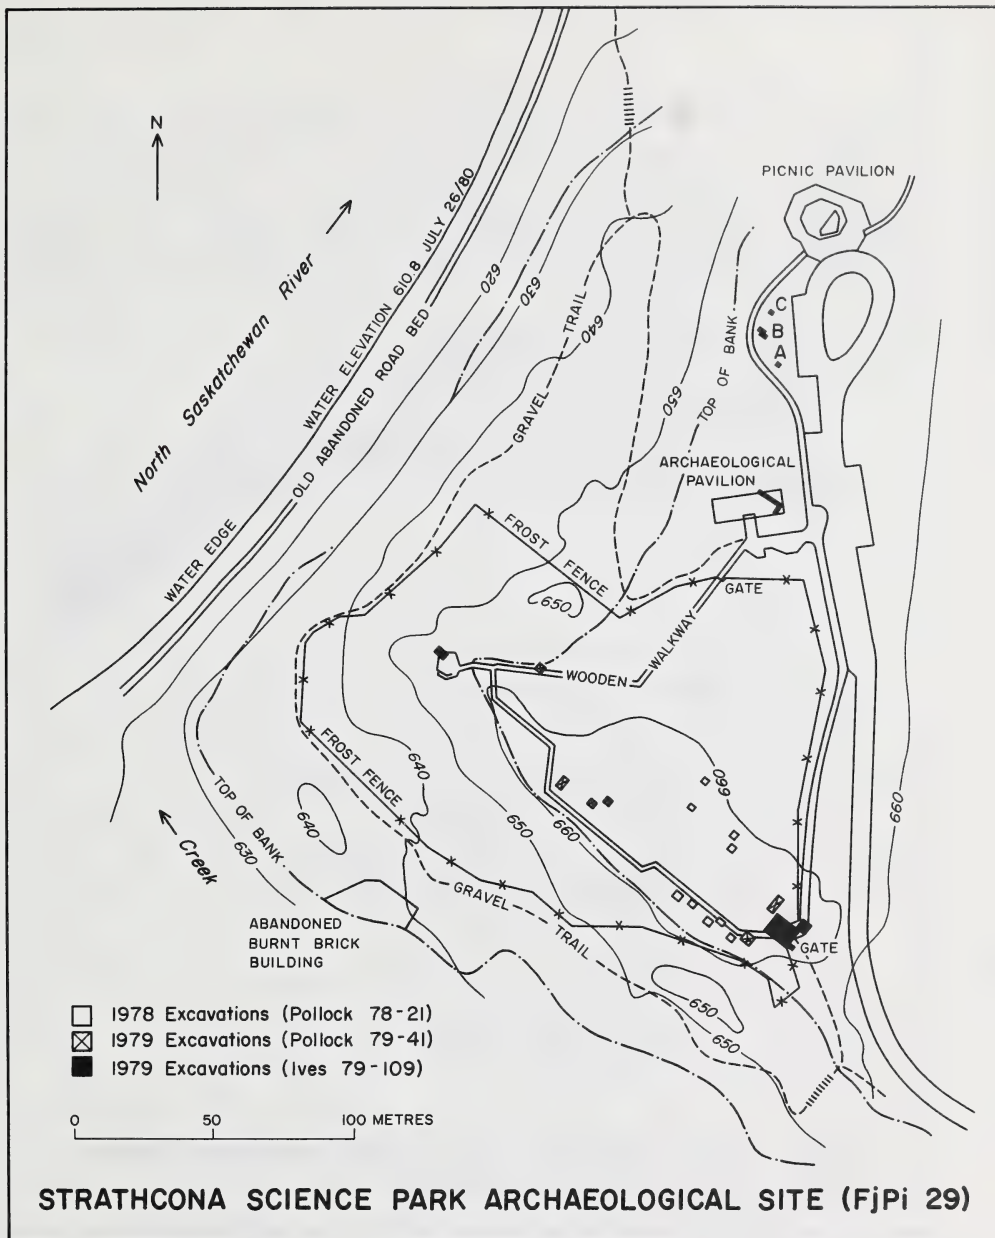 N
PICNIC PAVILION
North Saskatchewan River
WATER ELEVATION 610.8 JULY 26/80
OLD ABANDONED ROAD BED
WATER EDGE
620
630
640
GRAVEL TRAIL
650
TOP OF BANK
C
B
A
ARCHAEOLOGICAL
PAVILION
FROST FENCE
650
GATE
WOODEN WALKWAY
660
660
FROST FENCE
640
650
660
640
TOP OF BANK
630
Creek
GRAVEL TRAIL
ABANDONED
BURNT BRICK
BUILDING
GATE
650
650
1978 Excavations (Pollock 78-21)
1979 Excavations (Pollock 79-41)
1979 Excavations (Ives 79-109)
0 50 100 METRES
STRATHCONA SCIENCE PARK ARCHAEOLOGICAL SITE (FjPi 29)